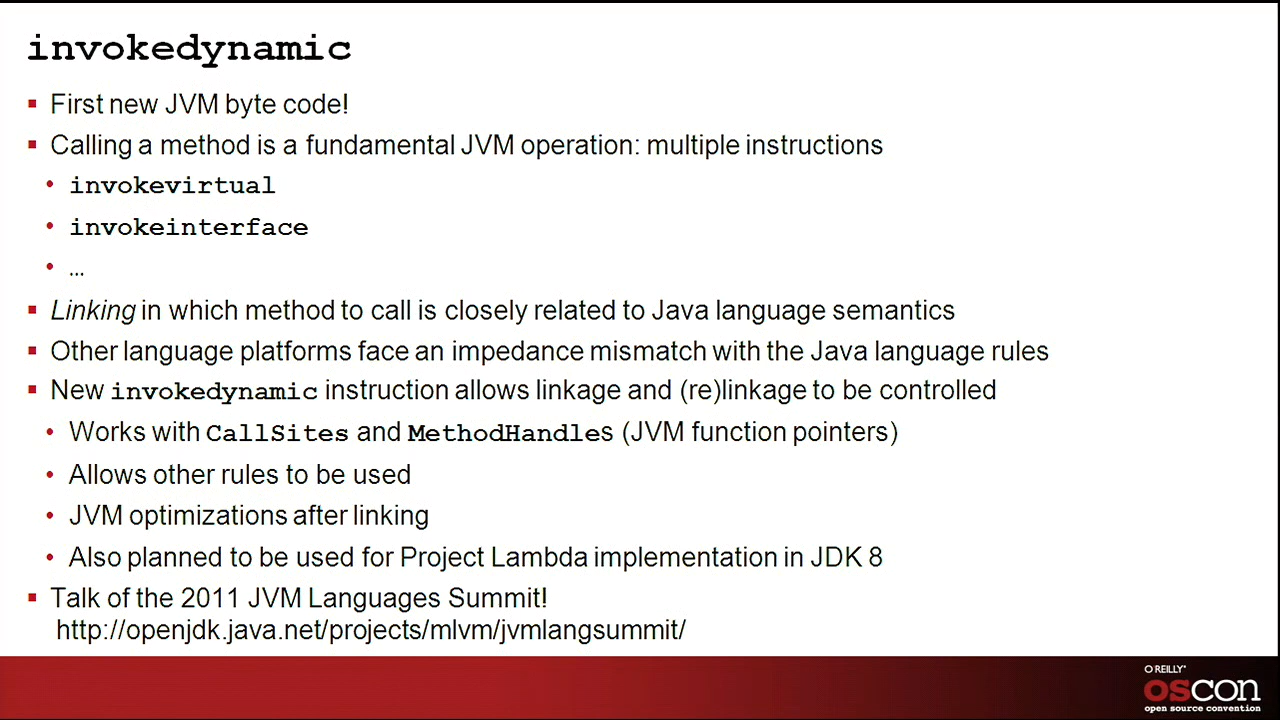 invokedynamic
▪ First new JVM byte code!
▪ Calling a method is a fundamental JVM operation: multiple instructions
• invokevirtual
• invokeinterface
• ...
▪ Linking in which method to call is closely related to Java language semantics
▪ Other language platforms face an impedance mismatch with the Java language rules
▪ New invokedynamic instruction allows linkage and (re)linkage to be controlled
• Works with CallSites and MethodHandles (JVM function pointers)
• Allows other rules to be used
• JVM optimizations after linking
• Also planned to be used for Project Lambda implementation in JDK 8
▪ Talk of the 2011 JVM Languages Summit!
http://openjdk.java.net/projects/mlvm/jvmlangsummit/
O REILLY'
oscon
open source convention